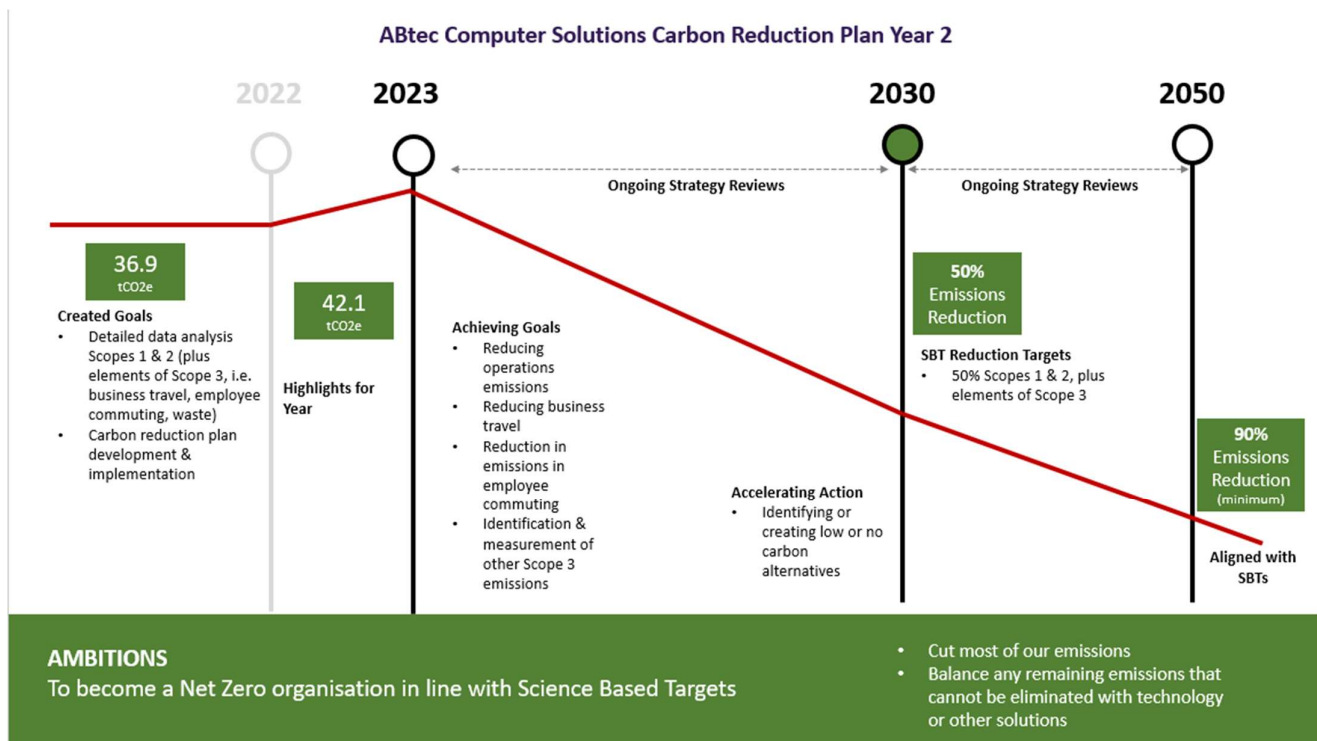 ABtec Computer Solutions Carbon Reduction Plan Year 2
2022
2023
2030
2050
Ongoing Strategy Reviews
Ongoing Strategy Reviews
36.9
tCO2e
Created Goals
• Detailed data analysis
Scopes 1 & 2 (plus
elements of Scope 3, i.e.
business travel, employee
commuting, waste)
• Carbon reduction plan
development &
implementation
42.1
tCO2e
Highlights for
Year
Achieving Goals
• Reducing
operations
emissions
• Reducing business
travel
• Reduction in
emissions in
employee
commuting
• Identification &
measurement of
other Scope 3
emissions
Accelerating Action
• Identifying or
creating low or no
carbon
alternatives
50%
Emissions
Reduction
SBT Reduction Targets
• 50% Scopes 1 & 2, plus
elements of Scope 3
90%
Emissions
Reduction
(minimum)
Aligned with
SBTs
AMBITIONS
To become a Net Zero organisation in line with Science Based Targets
• Cut most of our emissions
• Balance any remaining emissions that
cannot be eliminated with technology
or other solutions